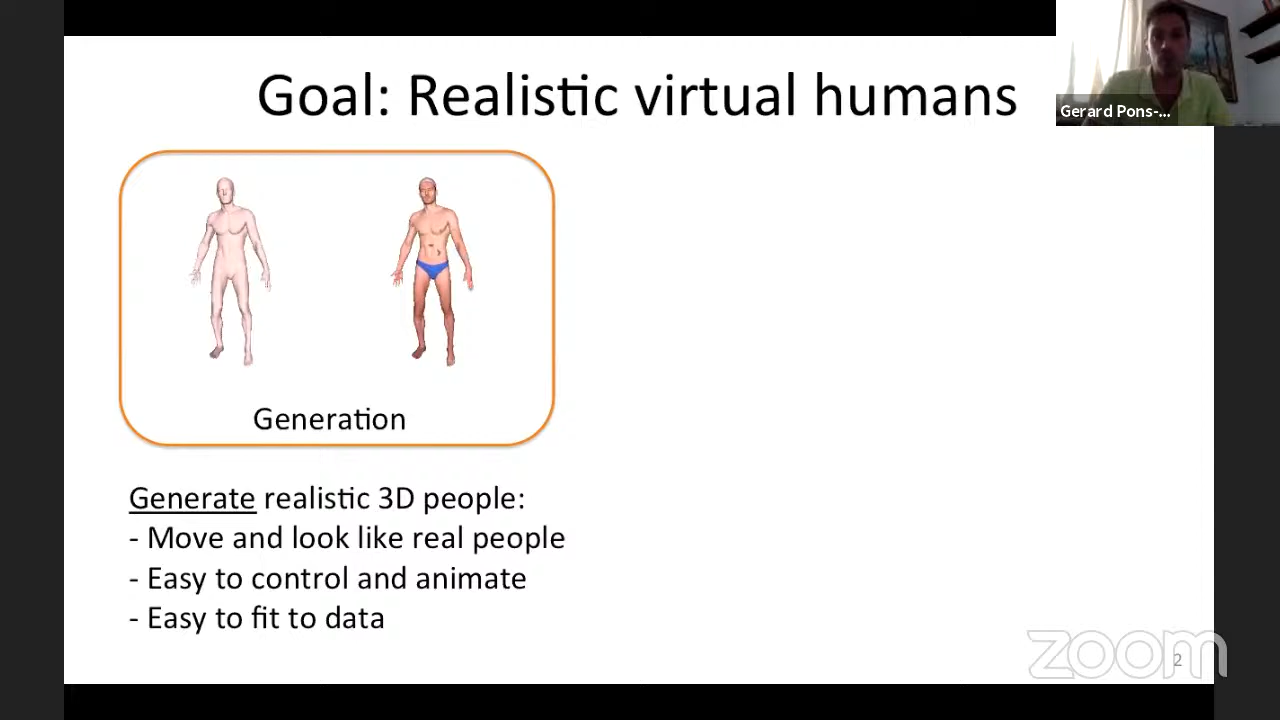 Goal: Realistic virtual humans
Gerard Pons-...
Generation
Generate realistic 3D people:
- Move and look like real people
- Easy to control and animate
- Easy to fit to data
zoom
2